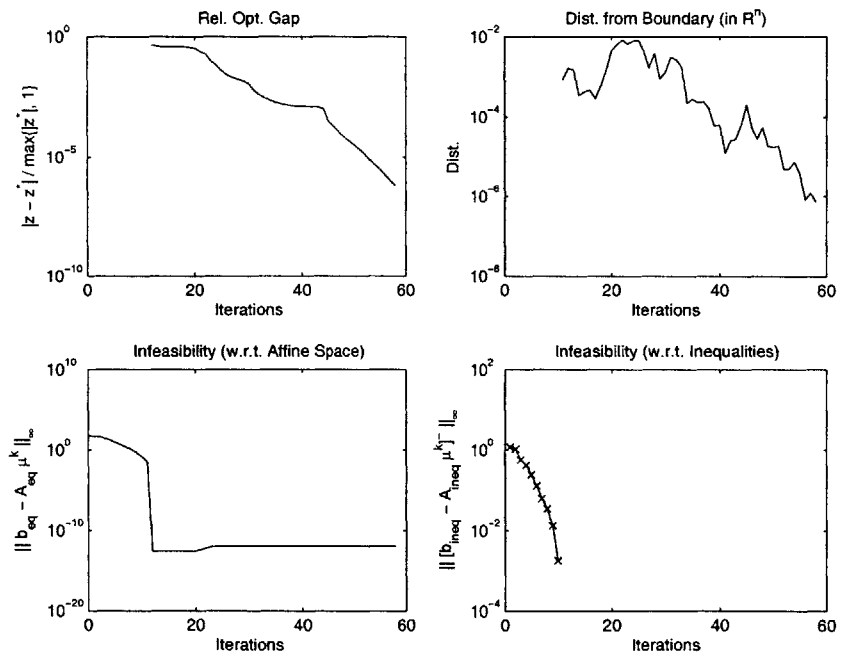 Rel. Opt. Gap
|z - z*| / max{|z*|, 1}
10^0
10^-5
10^-10
0
20
40
60
Iterations
Dist. from Boundary (in R^n)
Dist.
10^-2
10^-4
10^-6
10^-8
0
20
40
60
Iterations
Infeasibility (w.r.t. Affine Space)
|| b_eq - A_eq μ^k ||_∞
10^10
10^0
10^-10
10^-20
0
20
40
60
Iterations
Infeasibility (w.r.t. Inequalities)
|| [b_ineq - A_ineq μ^k]^- ||_∞
10^2
10^0
10^-2
10^-4
0
20
40
60
Iterations